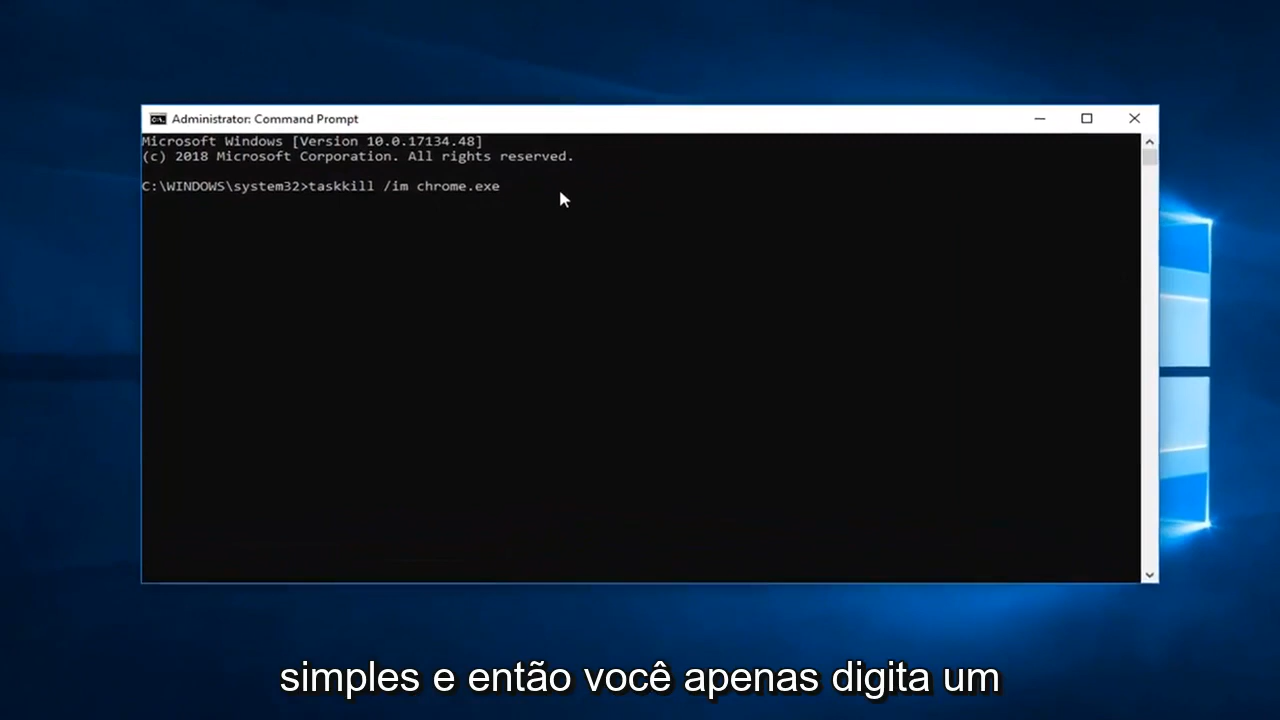 Administrator: Command Prompt
Microsoft Windows [Version 10.0.17134.48]
(c) 2018 Microsoft Corporation. All rights reserved.
C:\WINDOWS\system32>taskkill /im chrome.exe
simples e então você apenas digita um